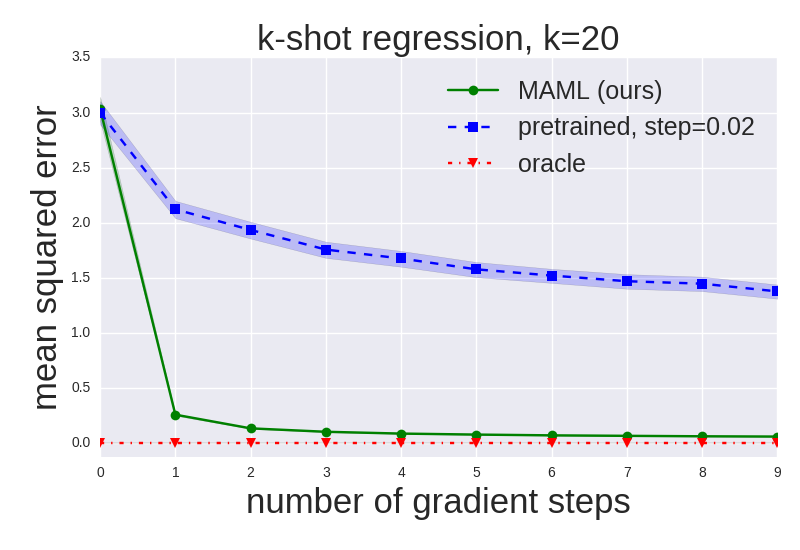 k-shot regression, k=20
3.5
3.0
2.5
2.0
1.5
1.0
0.5
0.0
mean squared error
MAML (ours)
pretrained, step=0.02
oracle
0 1 2 3 4 5 6 7 8 9
number of gradient steps